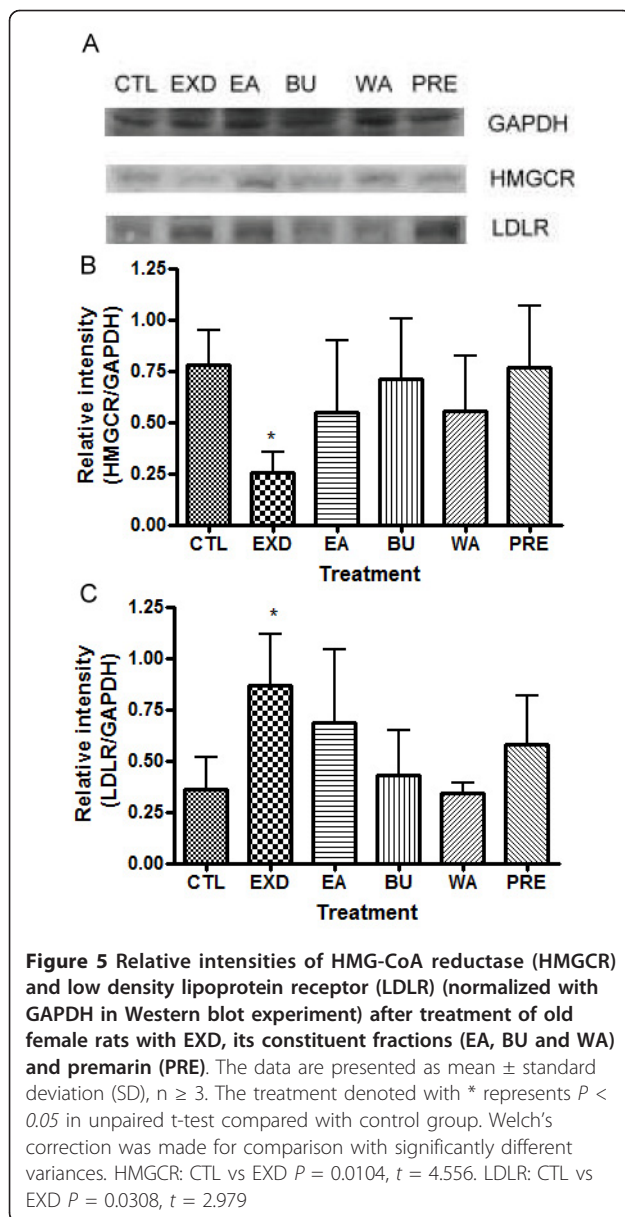 A
CTL EXD EA BU WA PRE
GAPDH
HMGCR
LDLR
B
Relative intensity
(HMGCR/GAPDH)
1.25
1.00
0.75
0.50
0.25
0.00
*
CTL EXD EA BU WA PRE
Treatment
C
Relative intensity
(LDLR/GAPDH)
1.25
1.00
0.75
0.50
0.25
0.00
*
CTL EXD EA BU WA PRE
Treatment
Figure 5 Relative intensities of HMG-CoA reductase (HMGCR)
and low density lipoprotein receptor (LDLR) (normalized with
GAPDH in Western blot experiment) after treatment of old
female rats with EXD, its constituent fractions (EA, BU and WA)
and premarin (PRE). The data are presented as mean ± standard
deviation (SD), n ≥ 3. The treatment denoted with * represents P <
0.05 in unpaired t-test compared with control group. Welch's
correction was made for comparison with significantly different
variances. HMGCR: CTL vs EXD P = 0.0104, t = 4.556. LDLR: CTL vs
EXD P = 0.0308, t = 2.979